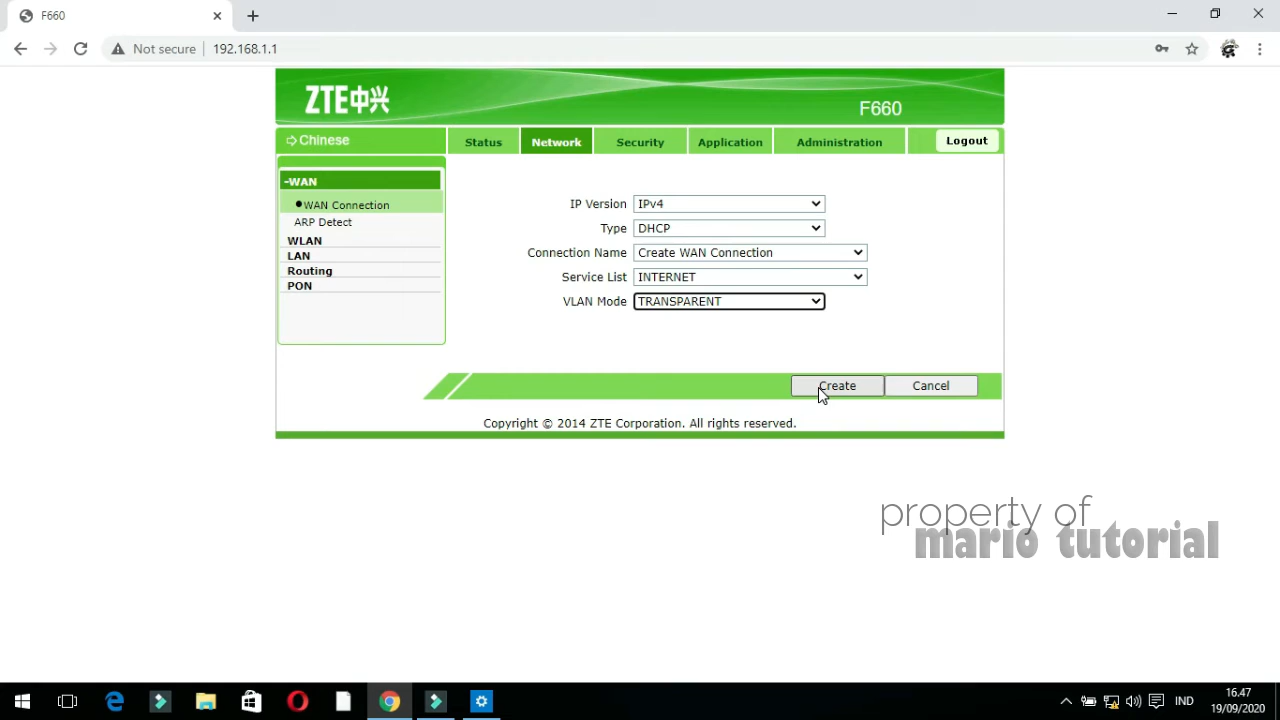 F660
Not secure
192.168.1.1
ZTE中兴
F660
⇨Chinese
Status
Network
Security
Application
Administration
Logout
-WAN
WAN Connection
ARP Detect
WLAN
LAN
Routing
PON
IP Version IPv4
Type DHCP
Connection Name Create WAN Connection
Service List INTERNET
VLAN Mode TRANSPARENT
Create
Cancel
Copyright © 2014 ZTE Corporation. All rights reserved.
property of
mario tutorial
IND
16.47
19/09/2020